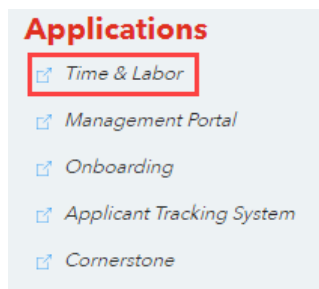 Applications
Time & Labor
Management Portal
Onboarding
Applicant Tracking System
Cornerstone